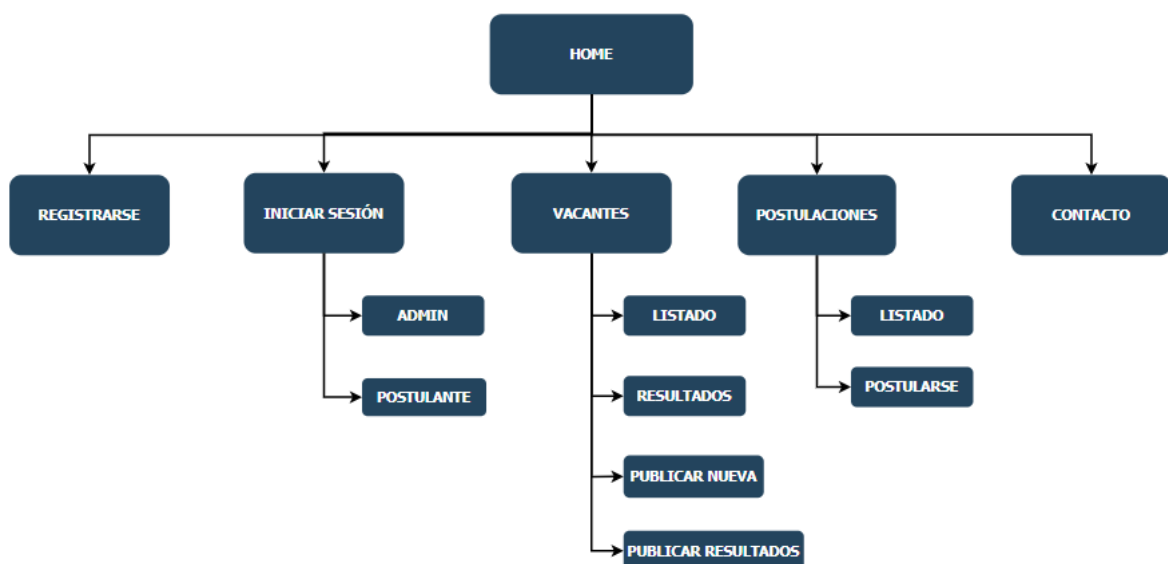 HOME
REGISTRARSE
INICIAR SESIÓN
VACANTES
POSTULACIONES
CONTACTO
ADMIN
LISTADO
LISTADO
POSTULANTE
RESULTADOS
POSTULARSE
PUBLICAR NUEVA
PUBLICAR RESULTADOS